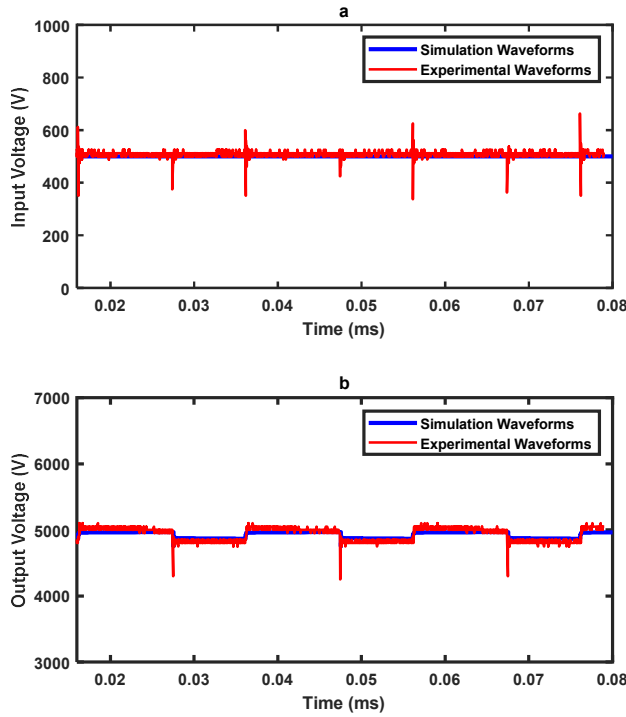 a
1000
800
600
400
200
0
Input Voltage (V)
Simulation Waveforms
Experimental Waveforms
0.02 0.03 0.04 0.05 0.06 0.07 0.08
Time (ms)
b
7000
6000
5000
4000
3000
Output Voltage (V)
Simulation Waveforms
Experimental Waveforms
0.02 0.03 0.04 0.05 0.06 0.07 0.08
Time (ms)